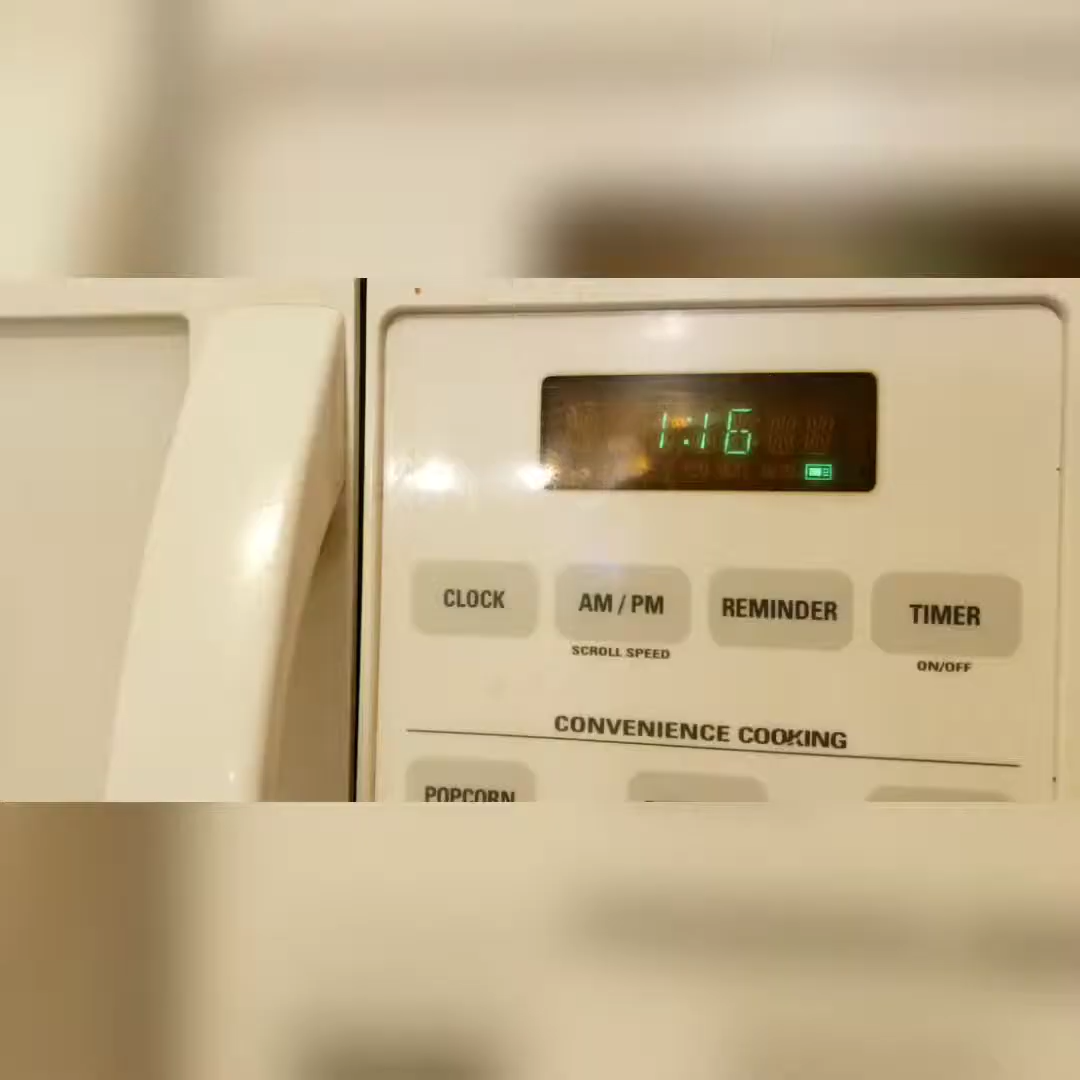 1:16
CLOCK
AM / PM
REMINDER
TIMER
SCROLL SPEED
ON/OFF
CONVENIENCE COOKING
POPCORN